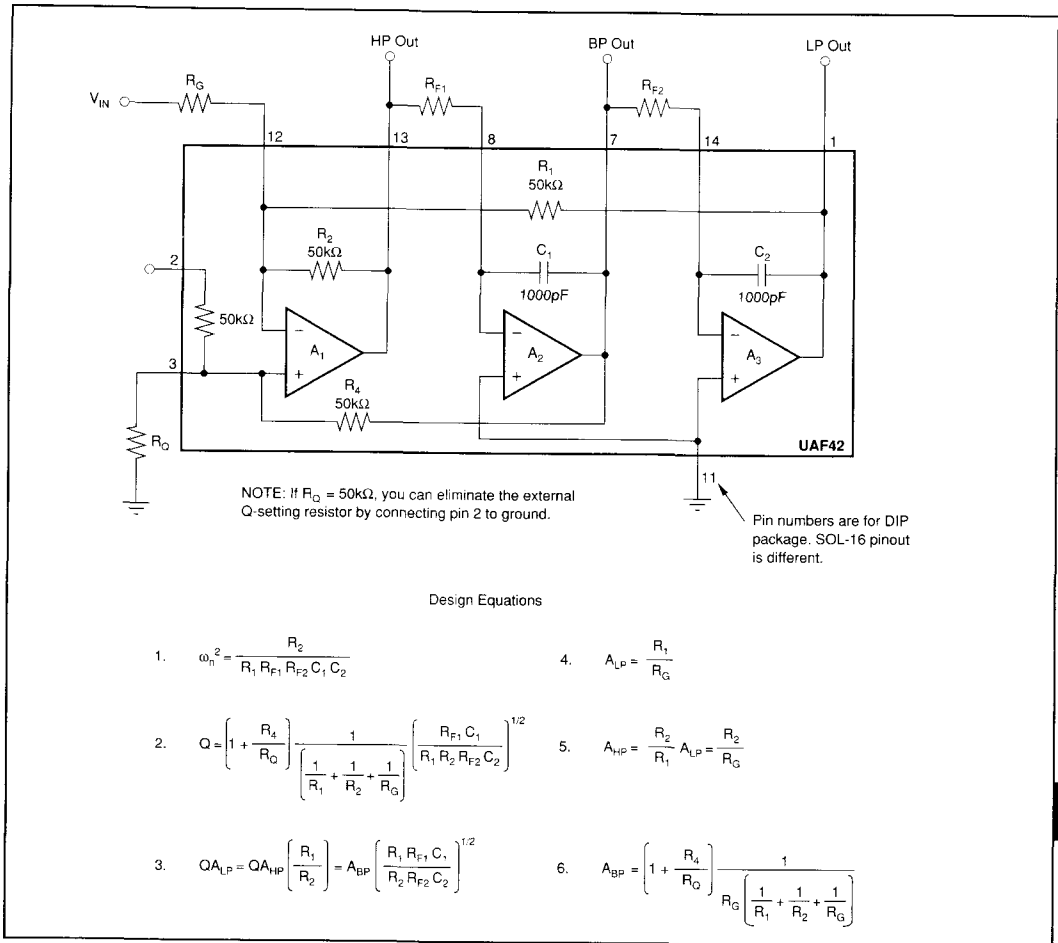 HP Out BP Out LP Out
R_G R_F1 R_F2
V_IN
12 13 8 7 14 1
R_1
50kΩ
R_2
50kΩ
C_1
1000pF
C_2
1000pF
2
50kΩ
− A_1 +
− A_2 +
− A_3 +
3
R_4
50kΩ
R_Q
UAF42
11
NOTE: If R_Q = 50kΩ, you can eliminate the external
Q-setting resistor by connecting pin 2 to ground.
Pin numbers are for DIP
package. SOL-16 pinout
is different.
Design Equations
1. ω_n^2 = R_2 / (R_1 R_F1 R_F2 C_1 C_2)
4. A_LP = R_1 / R_G
2. Q = [1 + R_4 / R_Q] 1 / [1/R_1 + 1/R_2 + 1/R_G] [R_F1 C_1 / (R_1 R_2 R_F2 C_2)]^1/2
5. A_HP = R_2 / R_1 A_LP = R_2 / R_G
3. QA_LP = QA_HP [R_1 / R_2] = A_BP [R_1 R_F1 C_1 / (R_2 R_F2 C_2)]^1/2
6. A_BP = [1 + R_4 / R_Q] 1 / (R_G [1/R_1 + 1/R_2 + 1/R_G])